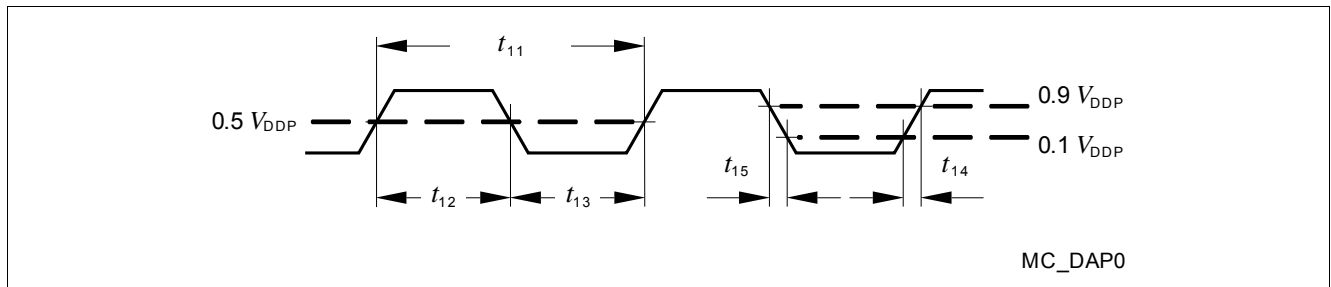 t11
0.5 VDDP
0.9 VDDP
0.1 VDDP
t15
t14
t12
t13
MC_DAP0